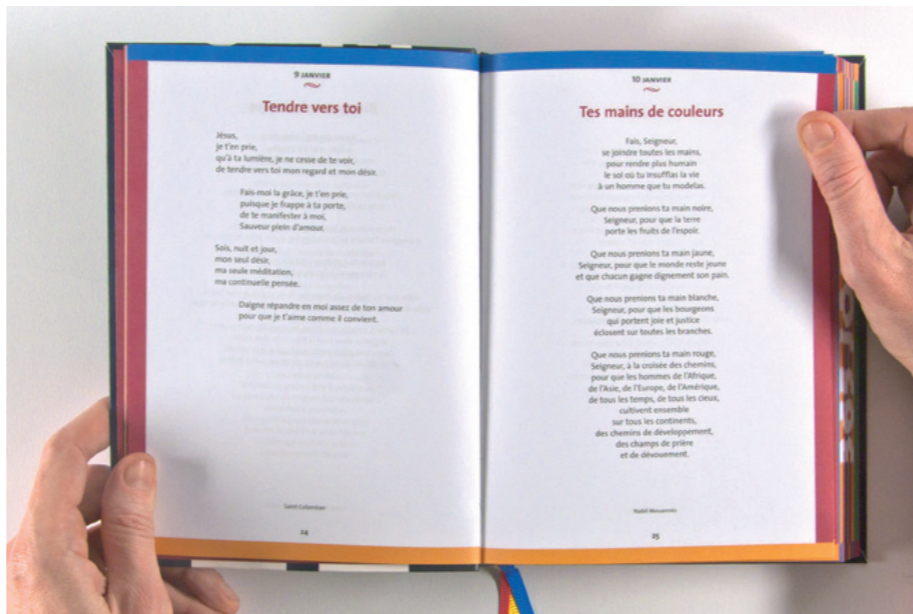 9 JANVIER
Tendre vers toi
Jésus,
je t'en prie,
qu'à ta lumière, je ne cesse de te voir,
de tendre vers toi mon regard et mon désir.
Fais-moi la grâce, je t'en prie,
puisque je frappe à ta porte,
de te manifester à moi,
Sauveur plein d'amour.
Sois, nuit et jour,
mon seul désir,
ma seule méditation,
ma continuelle pensée.
Daigne répandre en moi assez de ton amour
pour que je t'aime comme il convient.
Saint Colomban
24
10 JANVIER
Tes mains de couleurs
Fais, Seigneur,
se joindre toutes les mains,
pour rendre plus humain
le sol où tu insufflas la vie
à un homme que tu modelas.
Que nous prenions ta main noire,
Seigneur, pour que la terre
porte les fruits de l'espoir.
Que nous prenions ta main jaune,
Seigneur, pour que le monde reste jeune
et que chacun gagne dignement son pain.
Que nous prenions ta main blanche,
Seigneur, pour que les bourgeons
qui portent joie et justice
éclosent sur toutes les branches.
Que nous prenions ta main rouge,
Seigneur, à la croisée des chemins,
pour que les hommes de l'Afrique,
de l'Asie, de l'Europe, de l'Amérique,
de tous les temps, de tous les cieux,
cultivent ensemble
sur tous les continents,
des chemins de développement,
des champs de prière
et de dévouement.
Nabil Mouannès
25